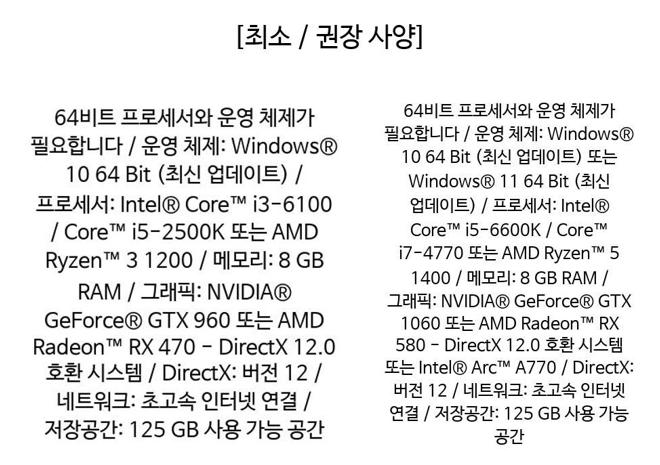 [최소 / 권장 사양]
64비트 프로세서와 운영 체제가
필요합니다 / 운영 체제: Windows®
10 64 Bit (최신 업데이트) /
프로세서: Intel® Core™ i3-6100
/ Core™ i5-2500K 또는 AMD
Ryzen™ 3 1200 / 메모리: 8 GB
RAM / 그래픽: NVIDIA®
GeForce® GTX 960 또는 AMD
Radeon™ RX 470 – DirectX 12.0
호환 시스템 / DirectX: 버전 12 /
네트워크: 초고속 인터넷 연결 /
저장공간: 125 GB 사용 가능 공간
64비트 프로세서와 운영 체제가
필요합니다 / 운영 체제: Windows®
10 64 Bit (최신 업데이트) 또는
Windows® 11 64 Bit (최신
업데이트) / 프로세서: Intel®
Core™ i5-6600K / Core™
i7-4770 또는 AMD Ryzen™ 5
1400 / 메모리: 8 GB RAM /
그래픽: NVIDIA® GeForce® GTX
1060 또는 AMD Radeon™ RX
580 – DirectX 12.0 호환 시스템
또는 Intel® Arc™ A770 / DirectX:
버전 12 / 네트워크: 초고속 인터넷
연결 / 저장공간: 125 GB 사용 가능
공간